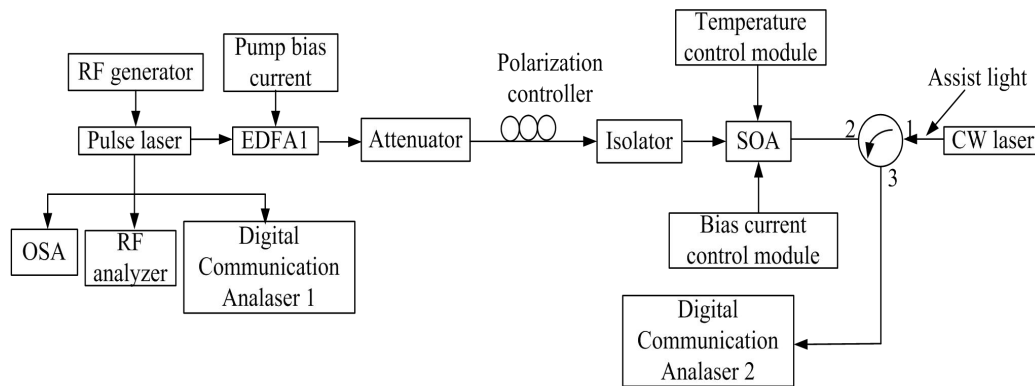 Temperature
control module
Pump bias
current
RF generator
Polarization
controller
Assist light
Pulse laser
EDFA1
Attenuator
Isolator
SOA
2
1
3
CW laser
OSA
RF
analyzer
Digital
Communication
Analaser 1
Bias current
control module
Digital
Communication
Analaser 2